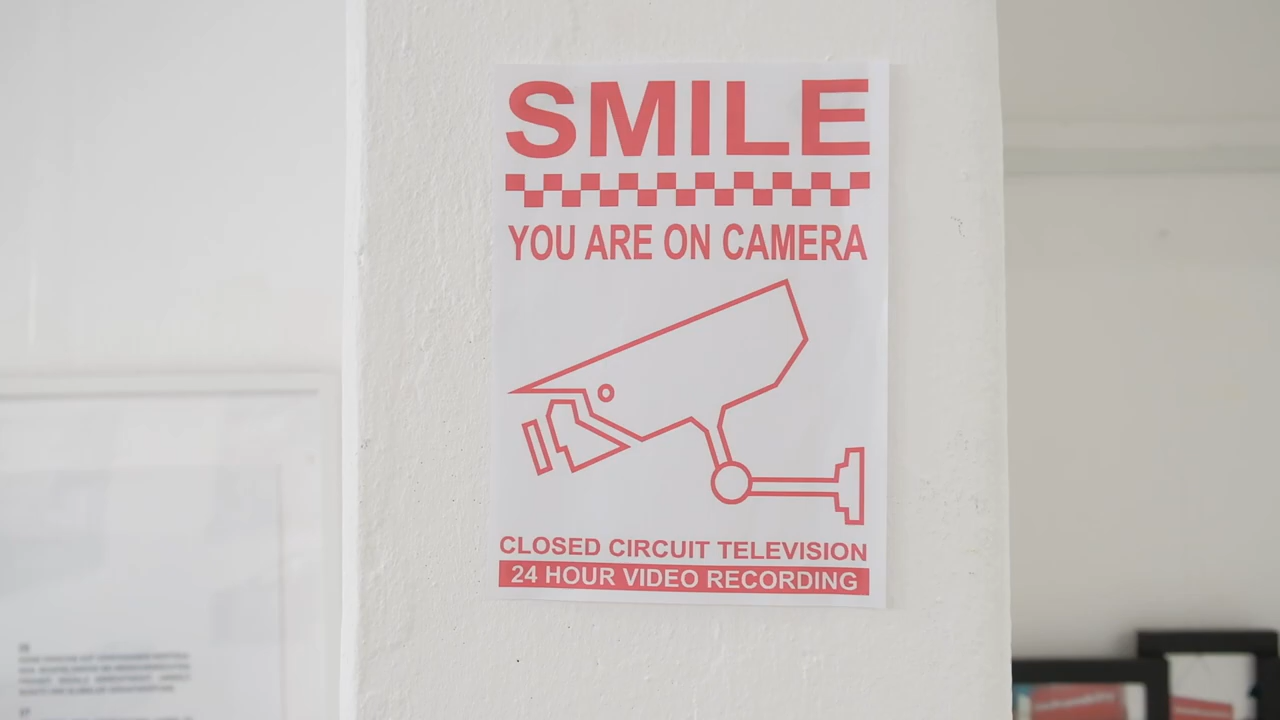 SMILE
YOU ARE ON CAMERA
CLOSED CIRCUIT TELEVISION
24 HOUR VIDEO RECORDING